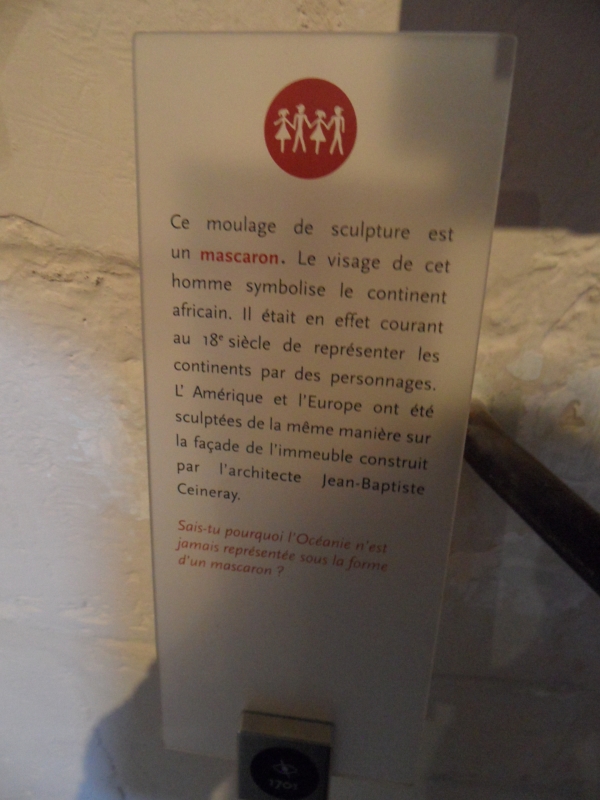 Ce moulage de sculpture est
un mascaron. Le visage de cet
homme symbolise le continent
africain. Il était en effet courant
au 18e siècle de représenter les
continents par des personnages.
L' Amérique et l'Europe ont été
sculptées de la même manière sur
la façade de l'immeuble construit
par l'architecte Jean-Baptiste
Ceineray.
Sais-tu pourquoi l'Océanie n'est
jamais représentée sous la forme
d'un mascaron ?